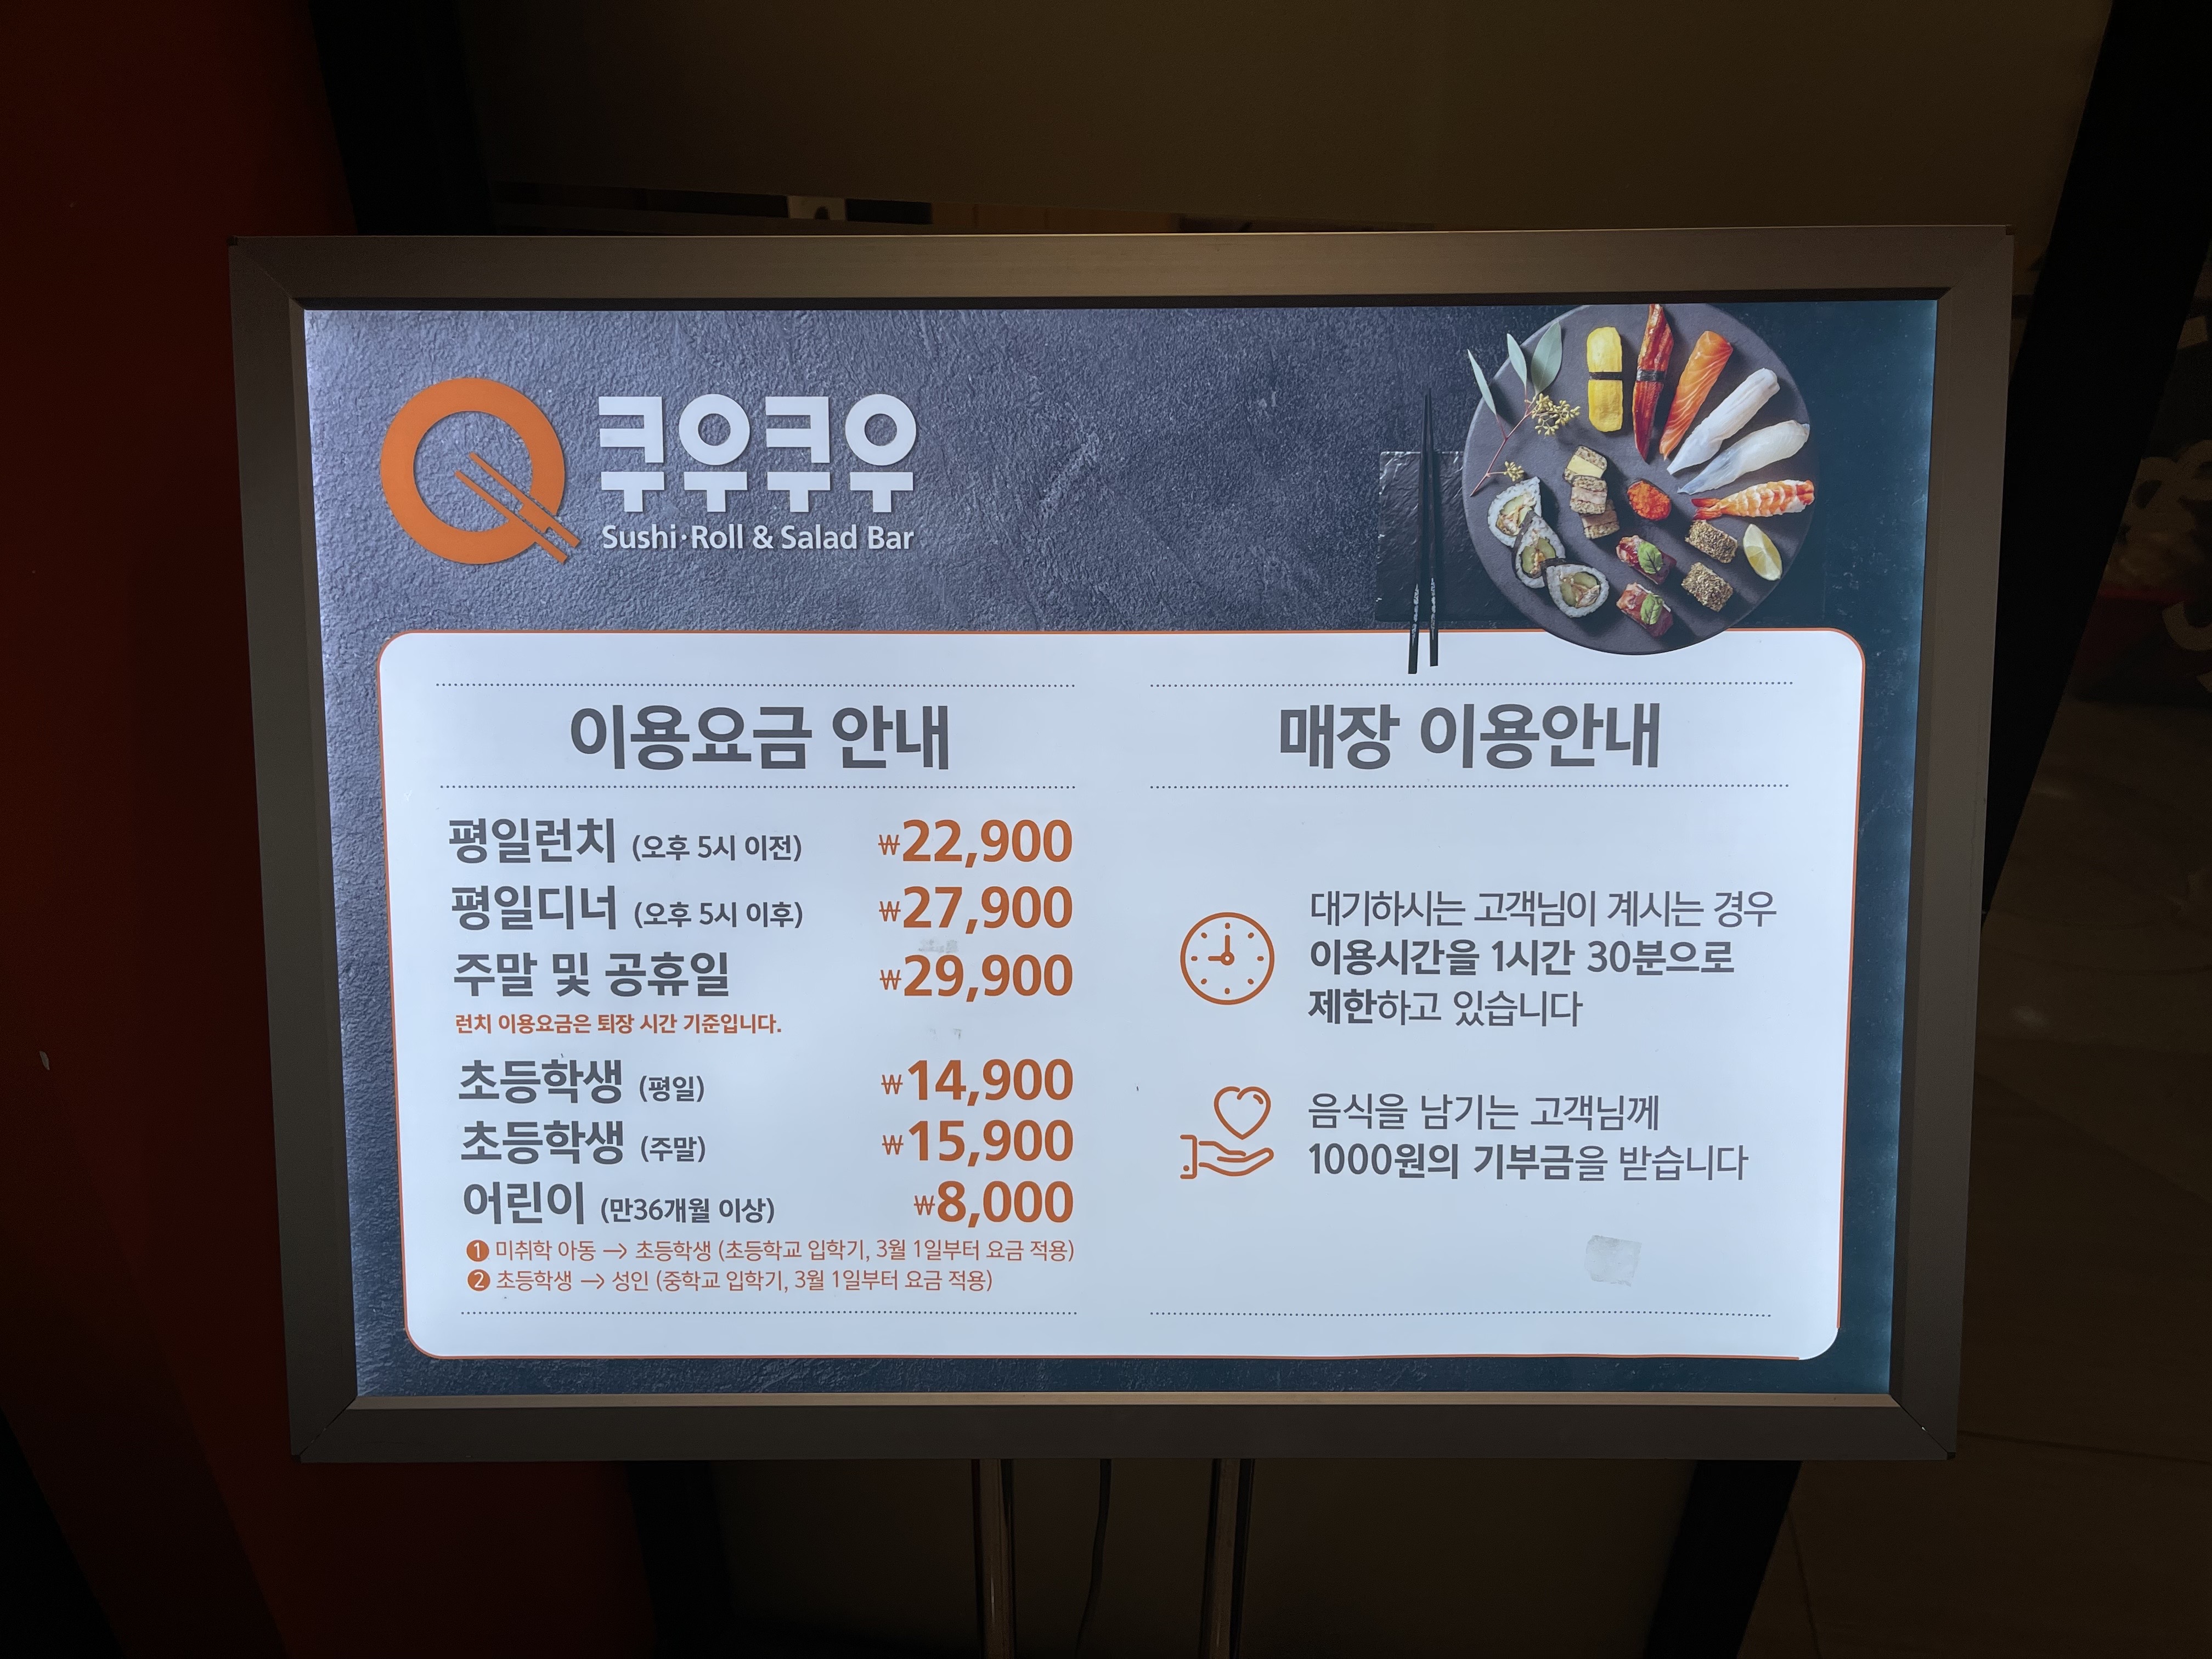 쿠우쿠우
Sushi·Roll & Salad Bar
이용요금 안내
평일런치 (오후 5시 이전) ₩22,900
평일디너 (오후 5시 이후) ₩27,900
주말 및 공휴일 ₩29,900
런치 이용요금은 퇴장 시간 기준입니다.
초등학생 (평일) ₩14,900
초등학생 (주말) ₩15,900
어린이 (만36개월 이상) ₩8,000
1 미취학 아동 → 초등학생 (초등학교 입학기, 3월 1일부터 요금 적용)
2 초등학생 → 성인 (중학교 입학기, 3월 1일부터 요금 적용)
매장 이용안내
대기하시는 고객님이 계시는 경우
이용시간을 1시간 30분으로
제한하고 있습니다
음식을 남기는 고객님께
1000원의 기부금을 받습니다